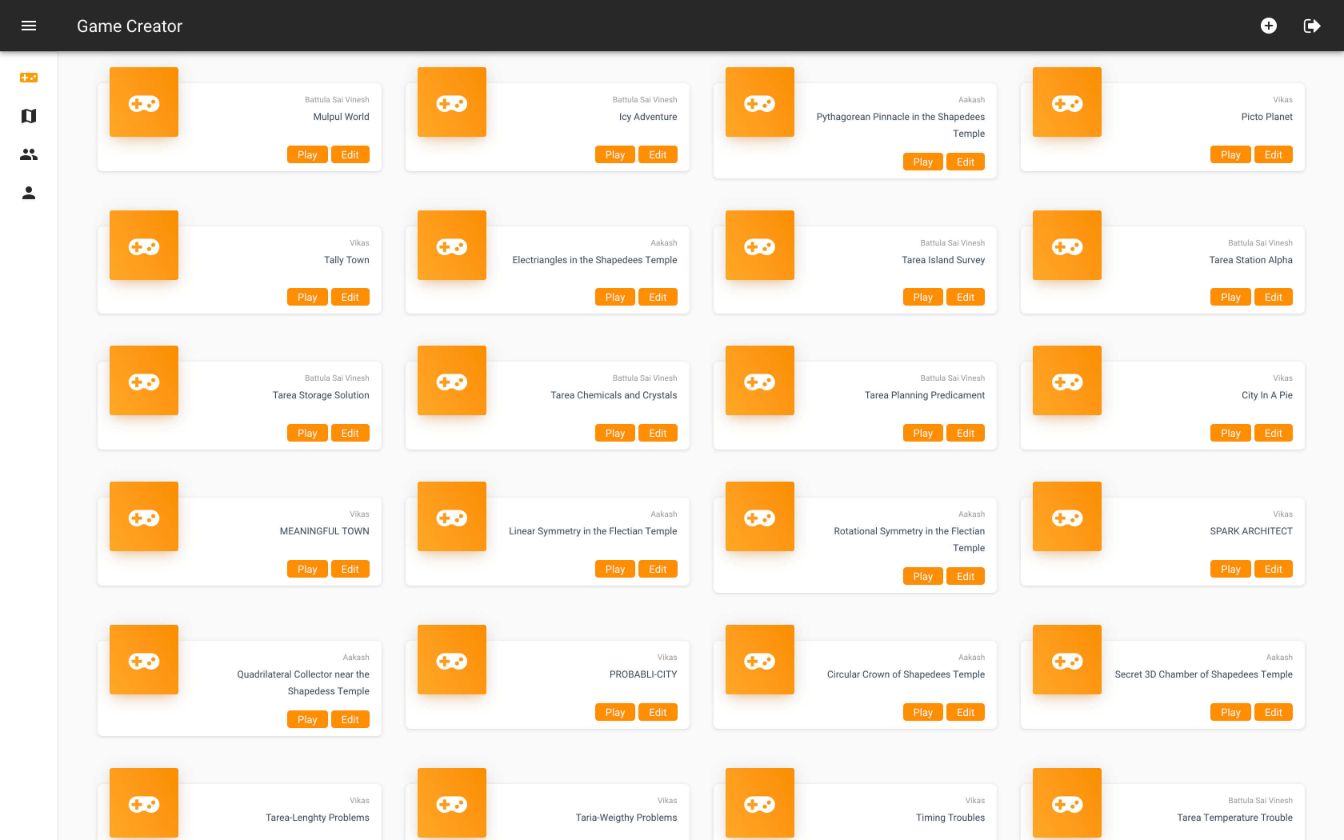 Game Creator
Battula Sai Vinesh
Mulpul World
Play Edit
Battula Sai Vinesh
Icy Adventure
Play Edit
Aakash
Pythagorean Pinnacle in the Shapedees
Temple
Play Edit
Vikas
Picto Planet
Play Edit
Vikas
Tally Town
Play Edit
Aakash
Electriangles in the Shapedees Temple
Play Edit
Battula Sai Vinesh
Tarea Island Survey
Play Edit
Battula Sai Vinesh
Tarea Station Alpha
Play Edit
Battula Sai Vinesh
Tarea Storage Solution
Play Edit
Battula Sai Vinesh
Tarea Chemicals and Crystals
Play Edit
Battula Sai Vinesh
Tarea Planning Predicament
Play Edit
Vikas
City In A Pie
Play Edit
Vikas
MEANINGFUL TOWN
Play Edit
Aakash
Linear Symmetry in the Flectian Temple
Play Edit
Aakash
Rotational Symmetry in the Flectian
Temple
Play Edit
Vikas
SPARK ARCHITECT
Play Edit
Aakash
Quadrilateral Collector near the
Shapedess Temple
Play Edit
Vikas
PROBABLI-CITY
Play Edit
Aakash
Circular Crown of Shapedees Temple
Play Edit
Aakash
Secret 3D Chamber of Shapedees Temple
Play Edit
Vikas
Tarea-Lenghty Problems
Vikas
Taria-Weigthy Problems
Vikas
Timing Troubles
Battula Sai Vinesh
Tarea Temperature Trouble